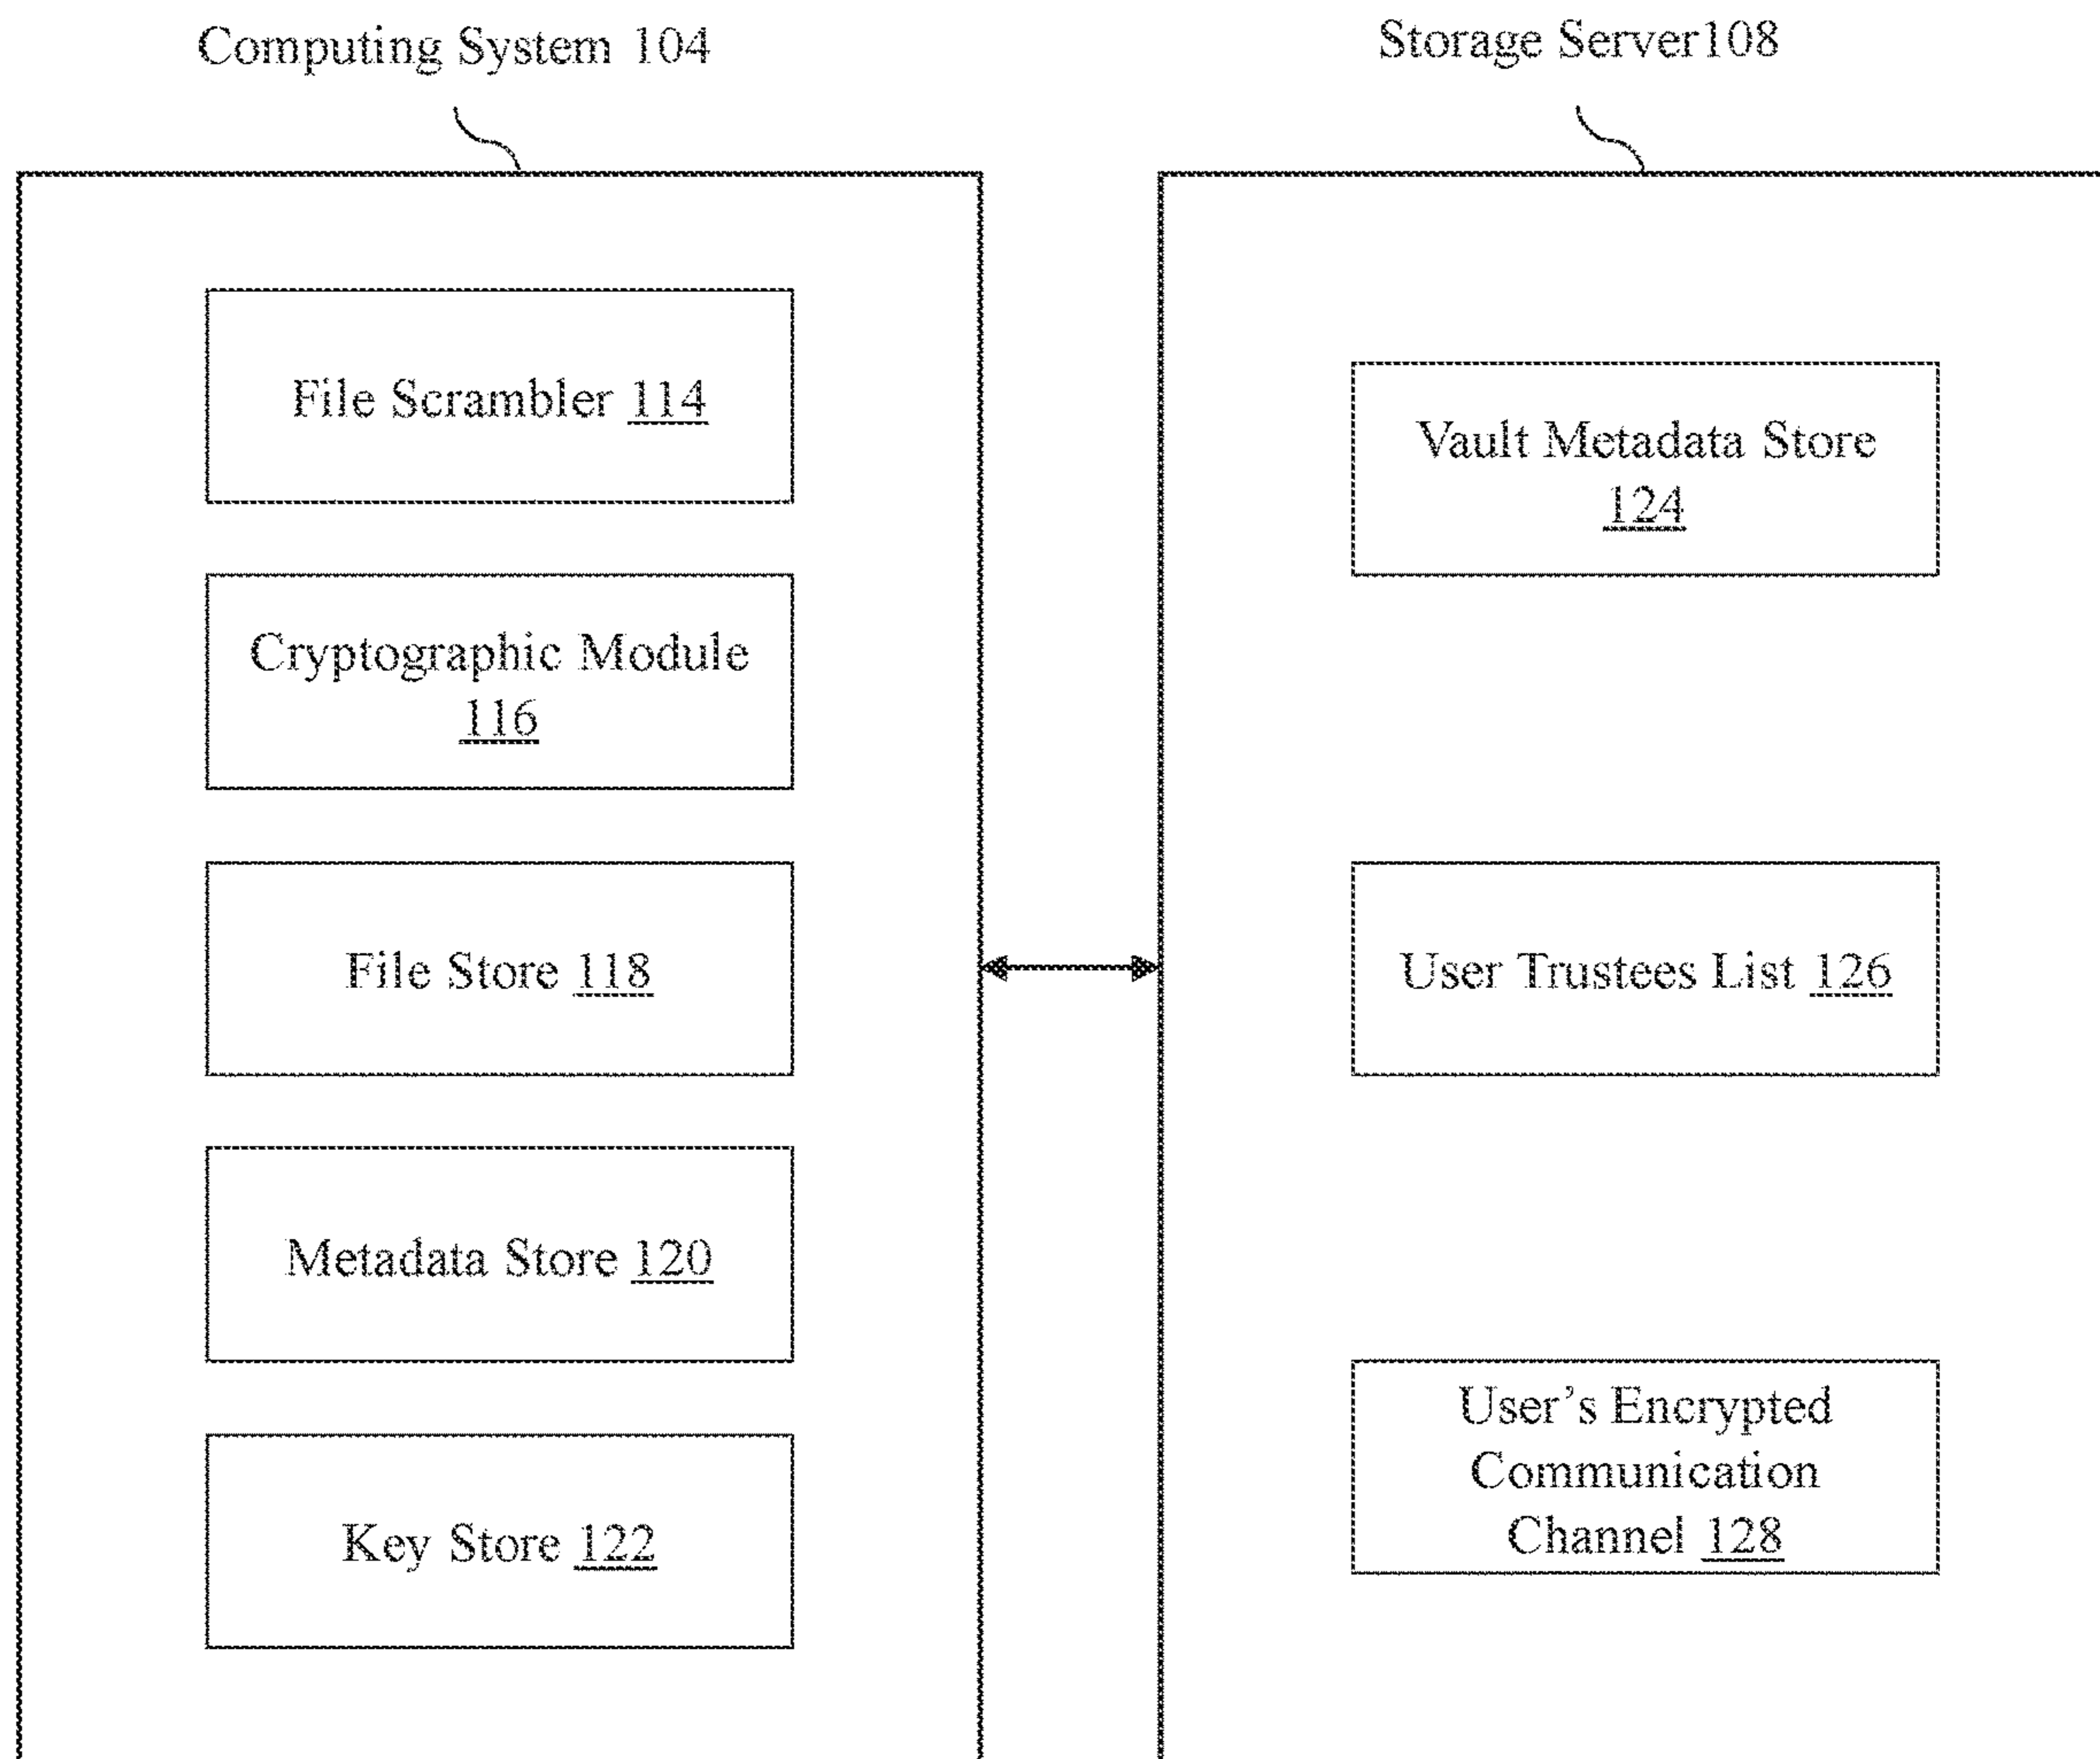 Computing System 104
Storage Server108
File Scrambler 114
Cryptographic Module
116
File Store 118
Metadata Store 120
Key Store 122
Vault Metadata Store
124
User Trustees List 126
User’s Encrypted
Communication
Channel 128